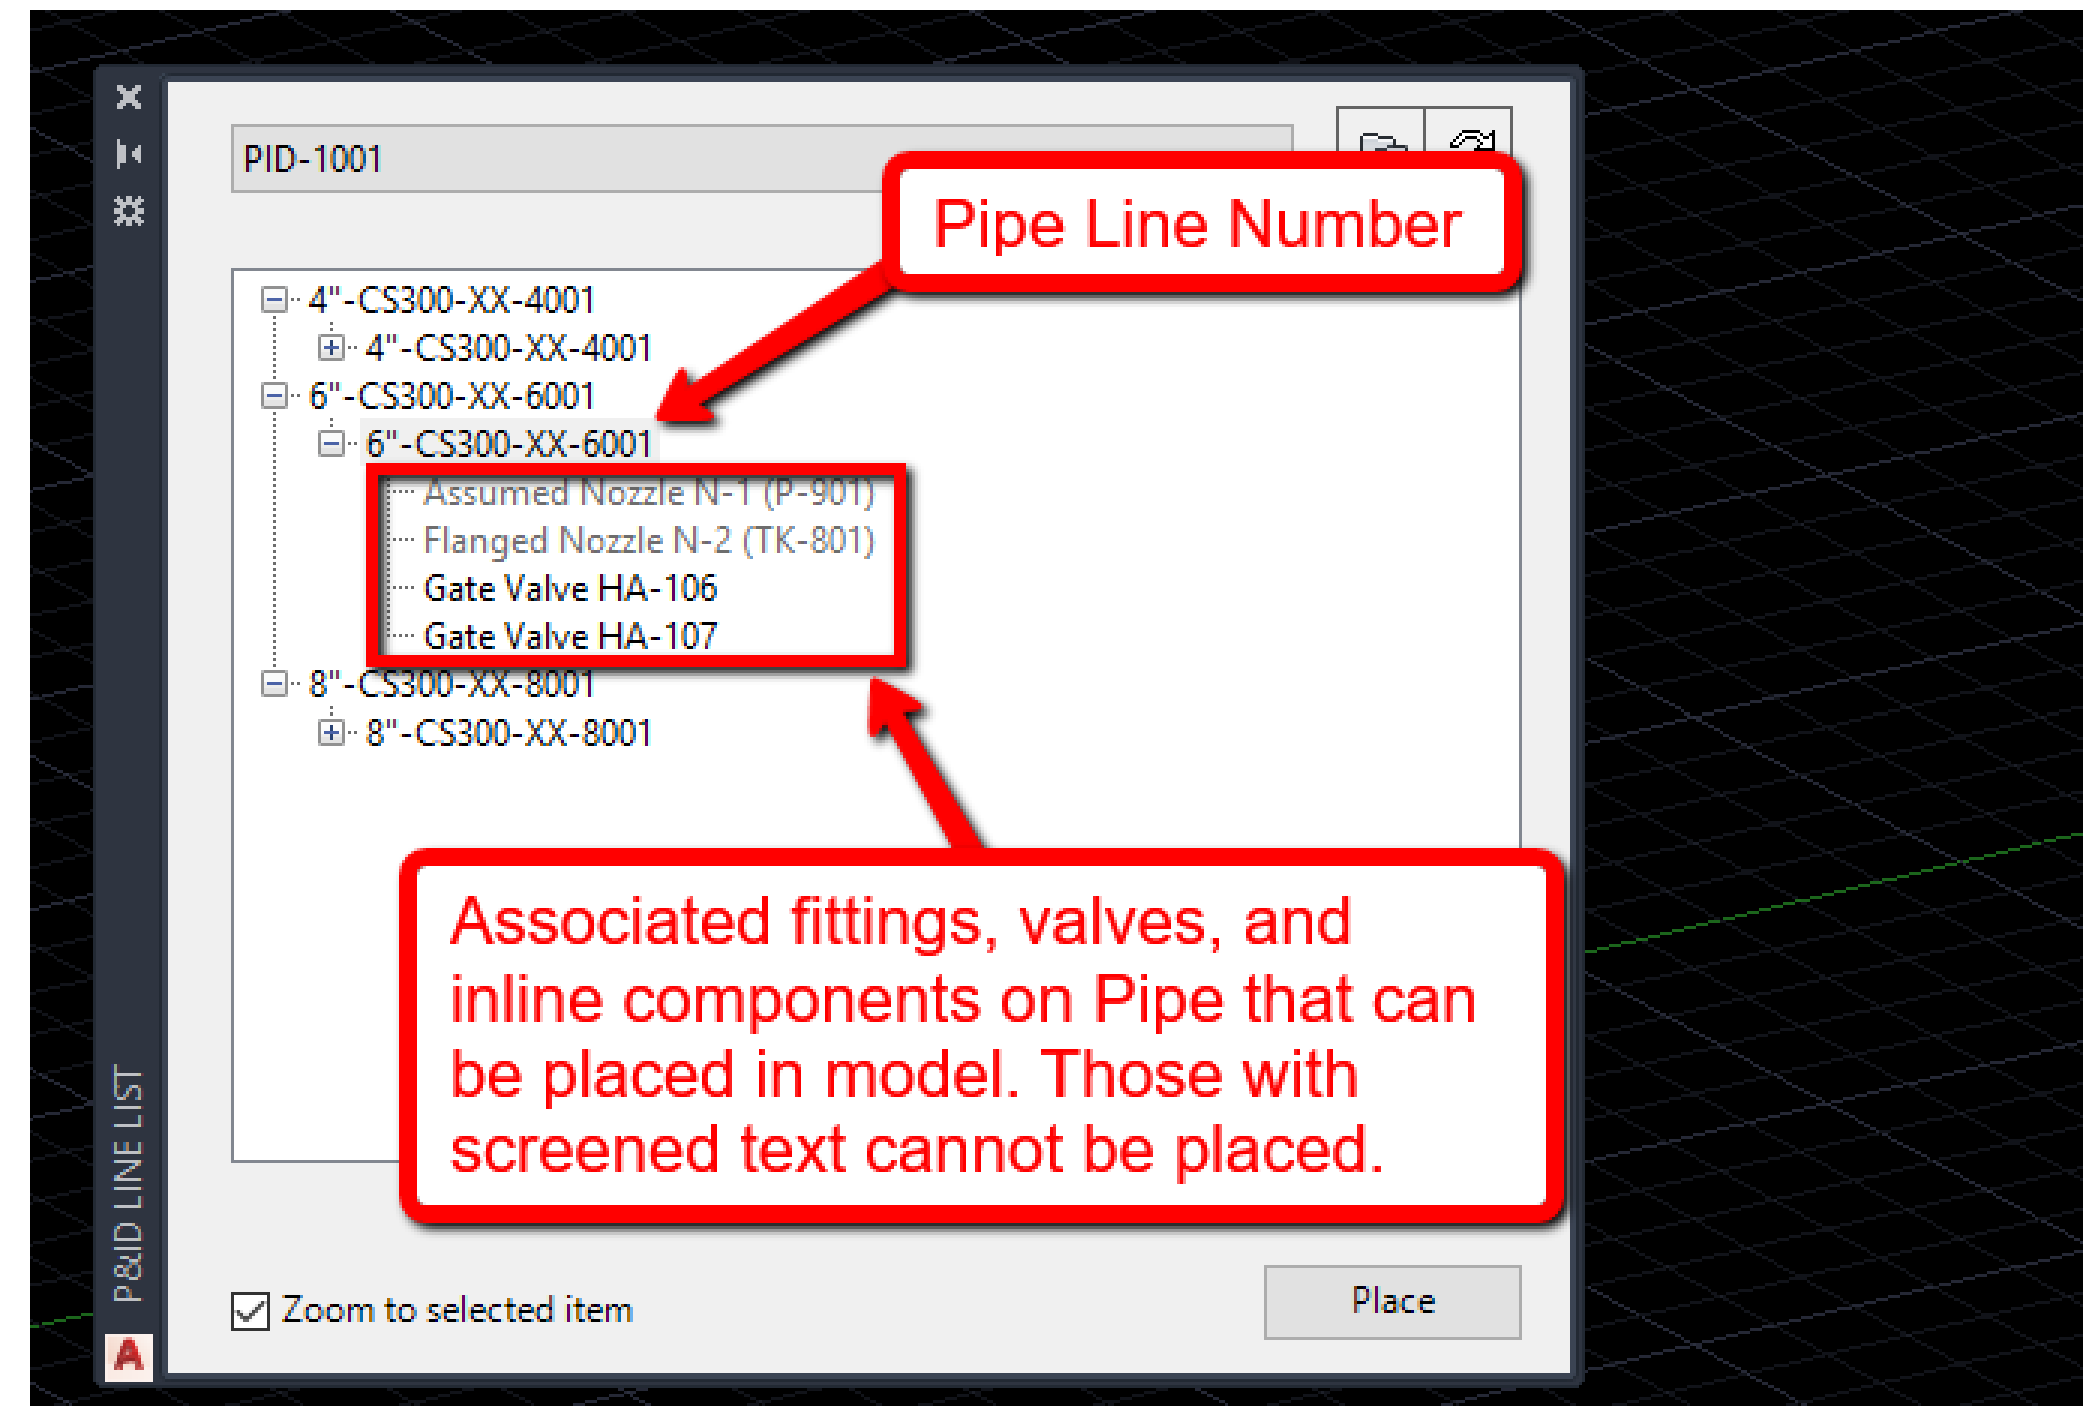 PID-1001
Pipe Line Number
4"-CS300-XX-4001
4"-CS300-XX-4001
6"-CS300-XX-6001
6"-CS300-XX-6001
Assumed Nozzle N-1 (P-901)
Flanged Nozzle N-2 (TK-801)
Gate Valve HA-106
Gate Valve HA-107
8"-CS300-XX-8001
8"-CS300-XX-8001
Associated fittings, valves, and
inline components on Pipe that can
be placed in model. Those with
screened text cannot be placed.
Zoom to selected item
Place
P&ID LINE LIST
A